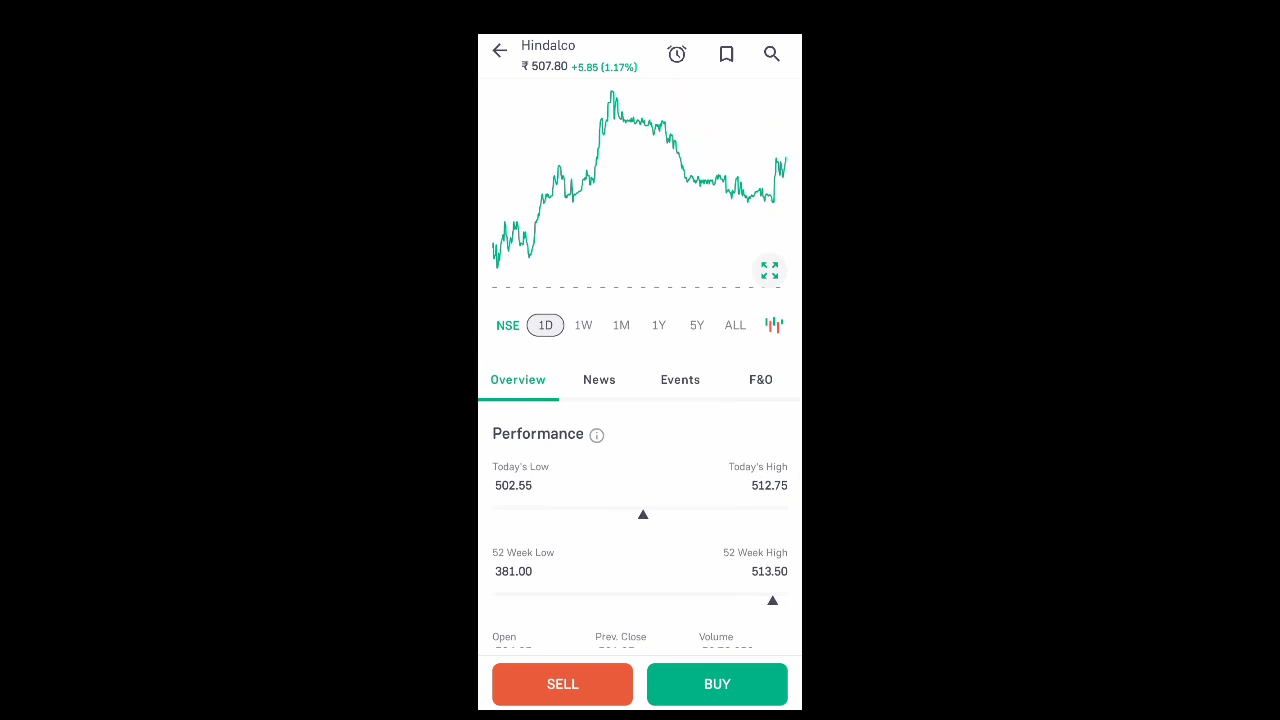 Hindalco
₹ 507.80 +5.85 (1.17%)
NSE 1D 1W 1M 1Y 5Y ALL
Overview News Events F&O
Performance
Today's Low Today's High
502.55 512.75
52 Week Low 52 Week High
381.00 513.50
Open Prev. Close Volume
SELL BUY